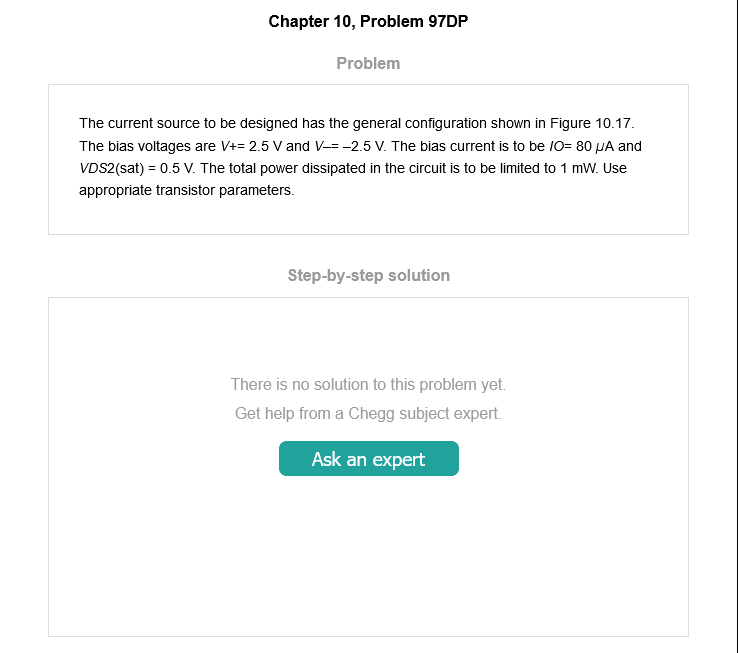 Chapter 10, Problem 97DP
Problem
The current source to be designed has the general configuration shown in Figure 10.17.
The bias voltages are V+= 2.5 V and V–= –2.5 V. The bias current is to be IO= 80 μA and
VDS2(sat) = 0.5 V. The total power dissipated in the circuit is to be limited to 1 mW. Use
appropriate transistor parameters.
Step-by-step solution
There is no solution to this problem yet.
Get help from a Chegg subject expert.
Ask an expert